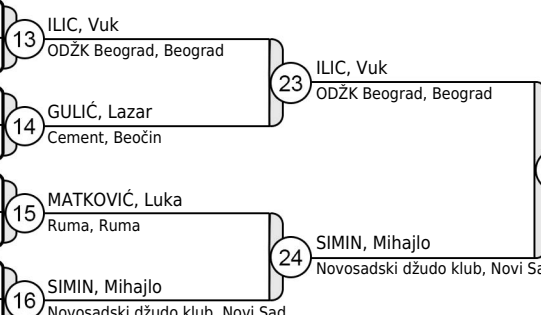 13
ILIC, Vuk
ODŽK Beograd, Beograd
14
GULIĆ, Lazar
Cement, Beočin
23
ILIC, Vuk
ODŽK Beograd, Beograd
15
MATKOVIĆ, Luka
Ruma, Ruma
16
SIMIN, Mihajlo
Novosadski džudo klub, Novi Sad
24
SIMIN, Mihajlo
Novosadski džudo klub, Novi Sa